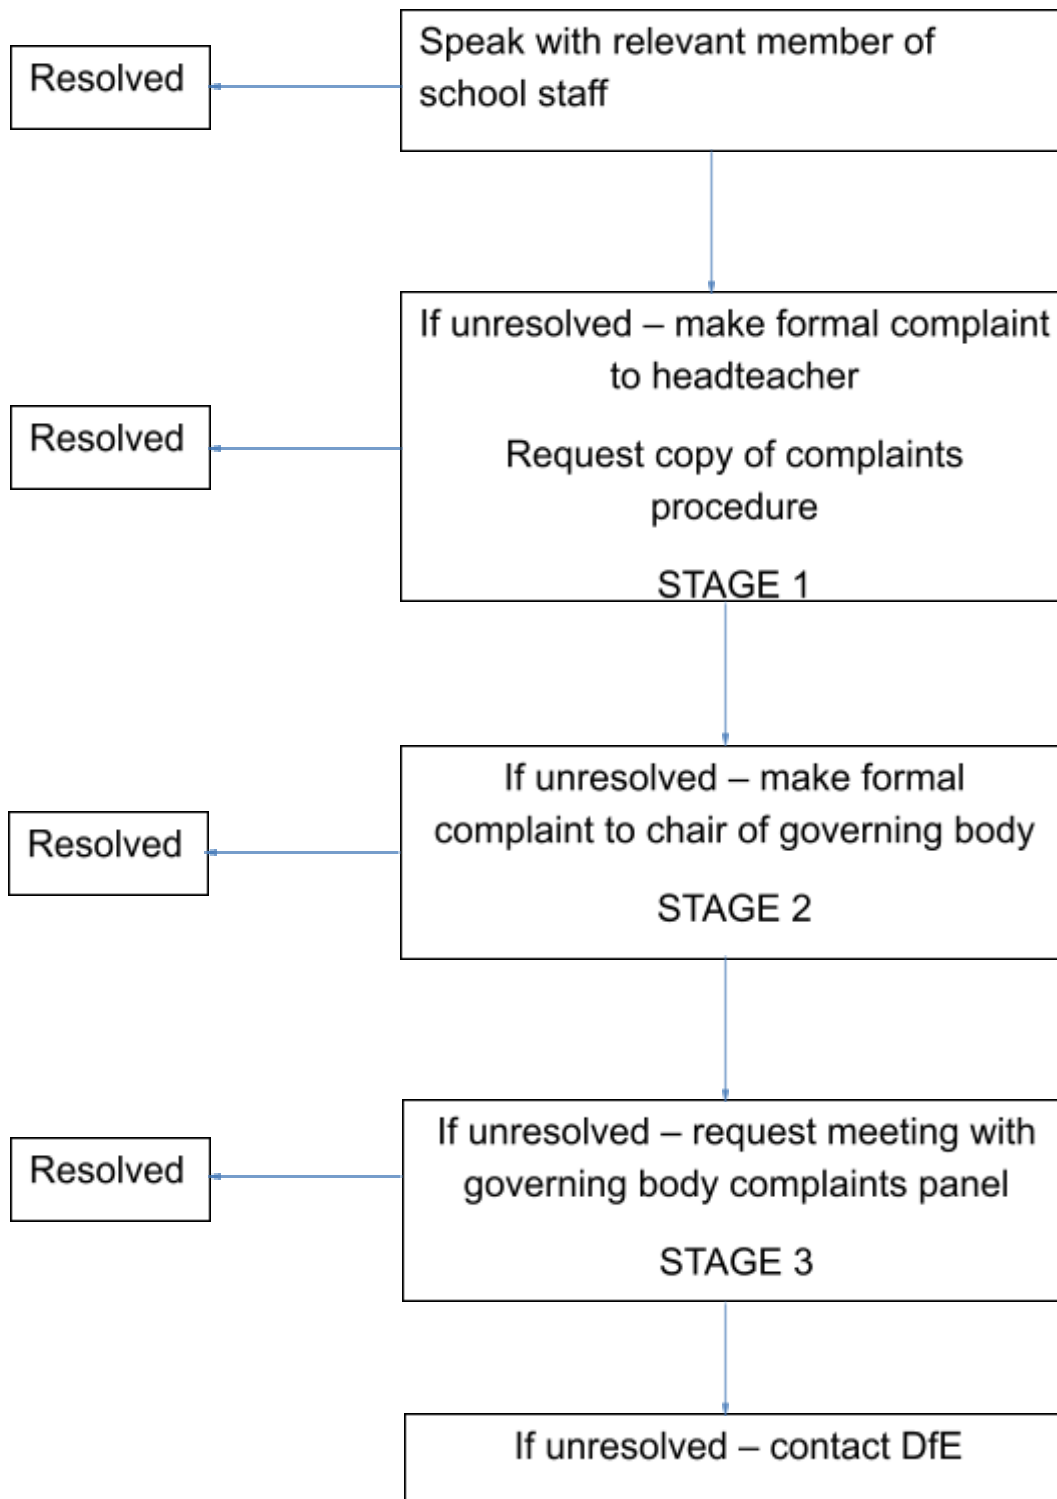 Speak with relevant member of
school staff
Resolved
If unresolved – make formal complaint
to headteacher
Request copy of complaints
procedure
STAGE 1
Resolved
If unresolved – make formal
complaint to chair of governing body
STAGE 2
Resolved
If unresolved – request meeting with
governing body complaints panel
STAGE 3
Resolved
If unresolved – contact DfE